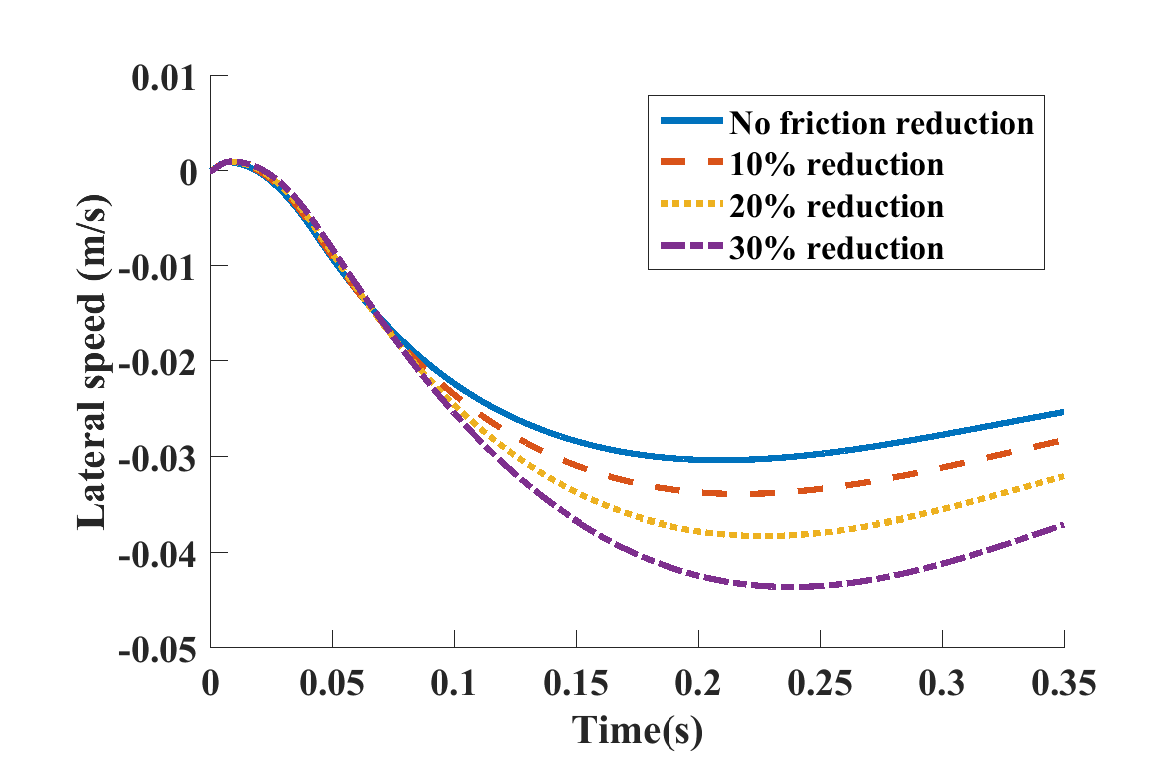 0.01
0
-0.01
-0.02
-0.03
-0.04
-0.05
Lateral speed (m/s)
No friction reduction
10% reduction
20% reduction
30% reduction
0 0.05 0.1 0.15 0.2 0.25 0.3 0.35
Time(s)